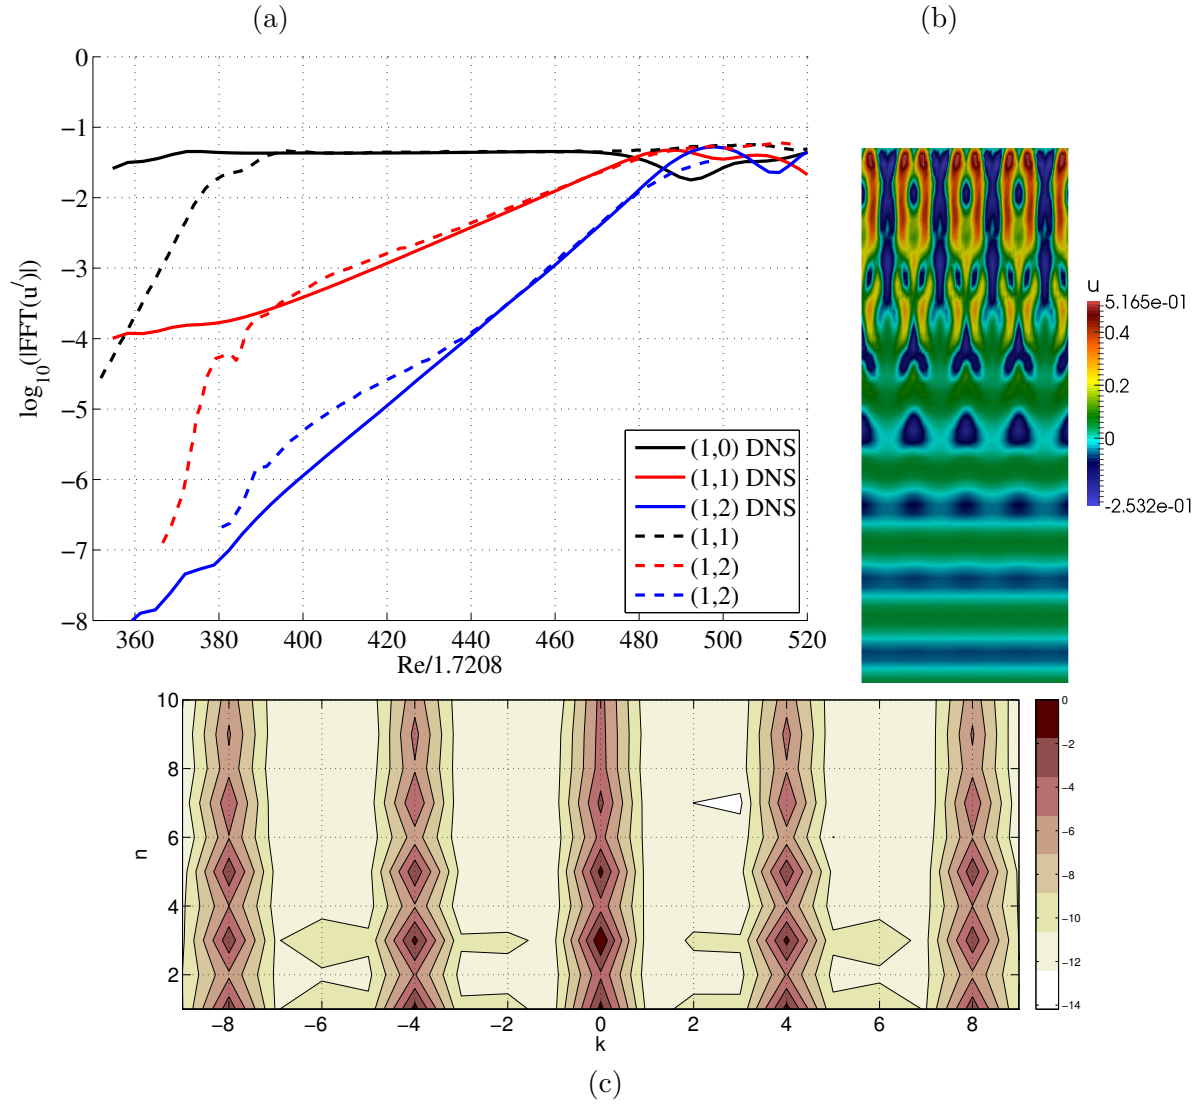 (a)
(b)
0
−1
−2
−3
−4
−5
−6
−7
−8
log10(|FFT(u′)|)
360 380 400 420 440 460 480 500 520
Re/1.7208
(1,0) DNS
(1,1) DNS
(1,2) DNS
(1,1)
(1,2)
(1,2)
u
5.165e-01
0.4
0.2
0
-2.532e-01
10
8
6
4
2
n
−8 −6 −4 −2 0 2 4 6 8
k
0
−2
−4
−6
−8
−10
−12
−14
(c)